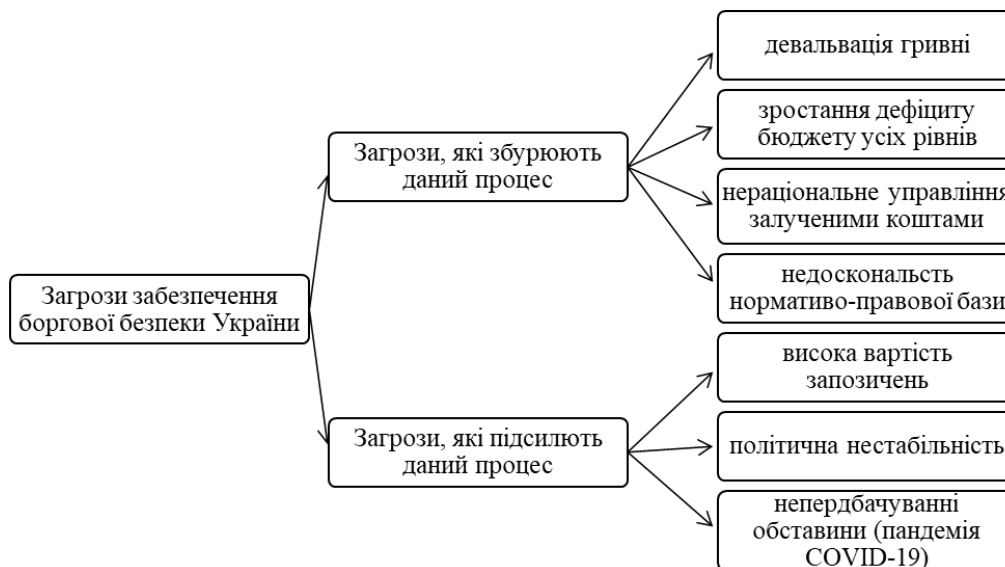 Загрози забезпечення
боргової безпеки України
Загрози, які збурюють
даний процес
девальвація гривні
зростання дефіциту
бюджету усіх рівнів
нераціональне управління
залученими коштами
недоскональсть
нормативо-правової бази
Загрози, які підсилюють
даний процес
висока вартість
запозичень
політична нестабільність
непердбачуванні
обставини (пандемія
COVID-19)